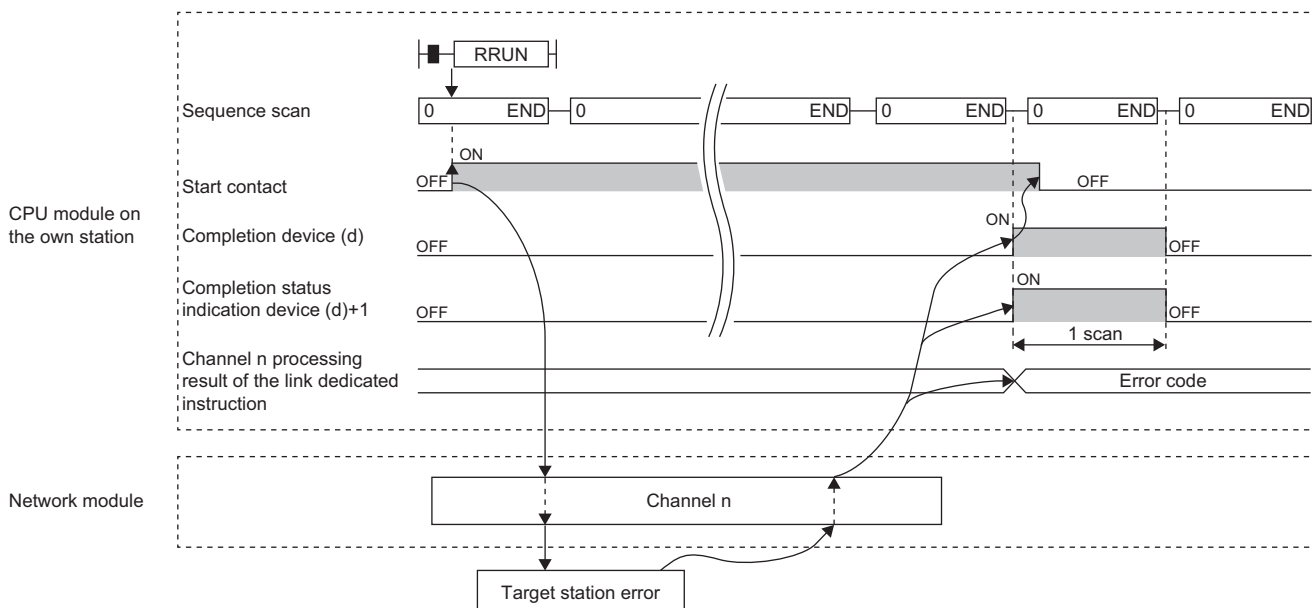 RRUN
Sequence scan
0 END 0 END 0 END 0 END 0 END
ON
Start contact
OFF
OFF
CPU module on
the own station
ON
Completion device (d)
OFF
OFF
Completion status
indication device (d)+1
ON
OFF
OFF
1 scan
Channel n processing
result of the link dedicated
instruction
Error code
Network module
Channel n
Target station error